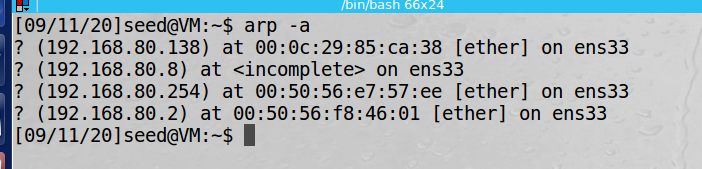 /bin/bash 66x24
[09/11/20]seed@VM:~$ arp -a
? (192.168.80.138) at 00:0c:29:85:ca:38 [ether] on ens33
? (192.168.80.8) at <incomplete> on ens33
? (192.168.80.254) at 00:50:56:e7:57:ee [ether] on ens33
? (192.168.80.2) at 00:50:56:f8:46:01 [ether] on ens33
[09/11/20]seed@VM:~$